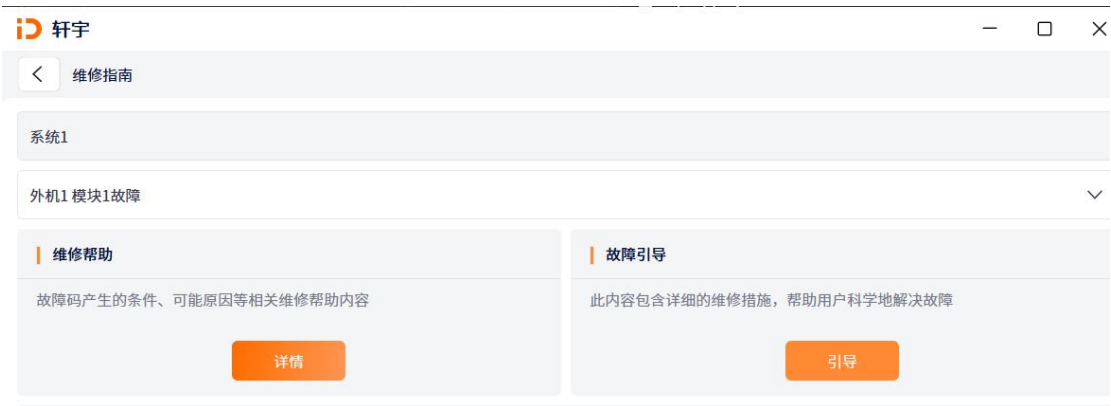 轩宇
维修指南
系统1
外机1 模块1故障
维修帮助
故障码产生的条件、可能原因等相关维修帮助内容
详情
故障引导
此内容包含详细的维修措施，帮助用户科学地解决故障
引导